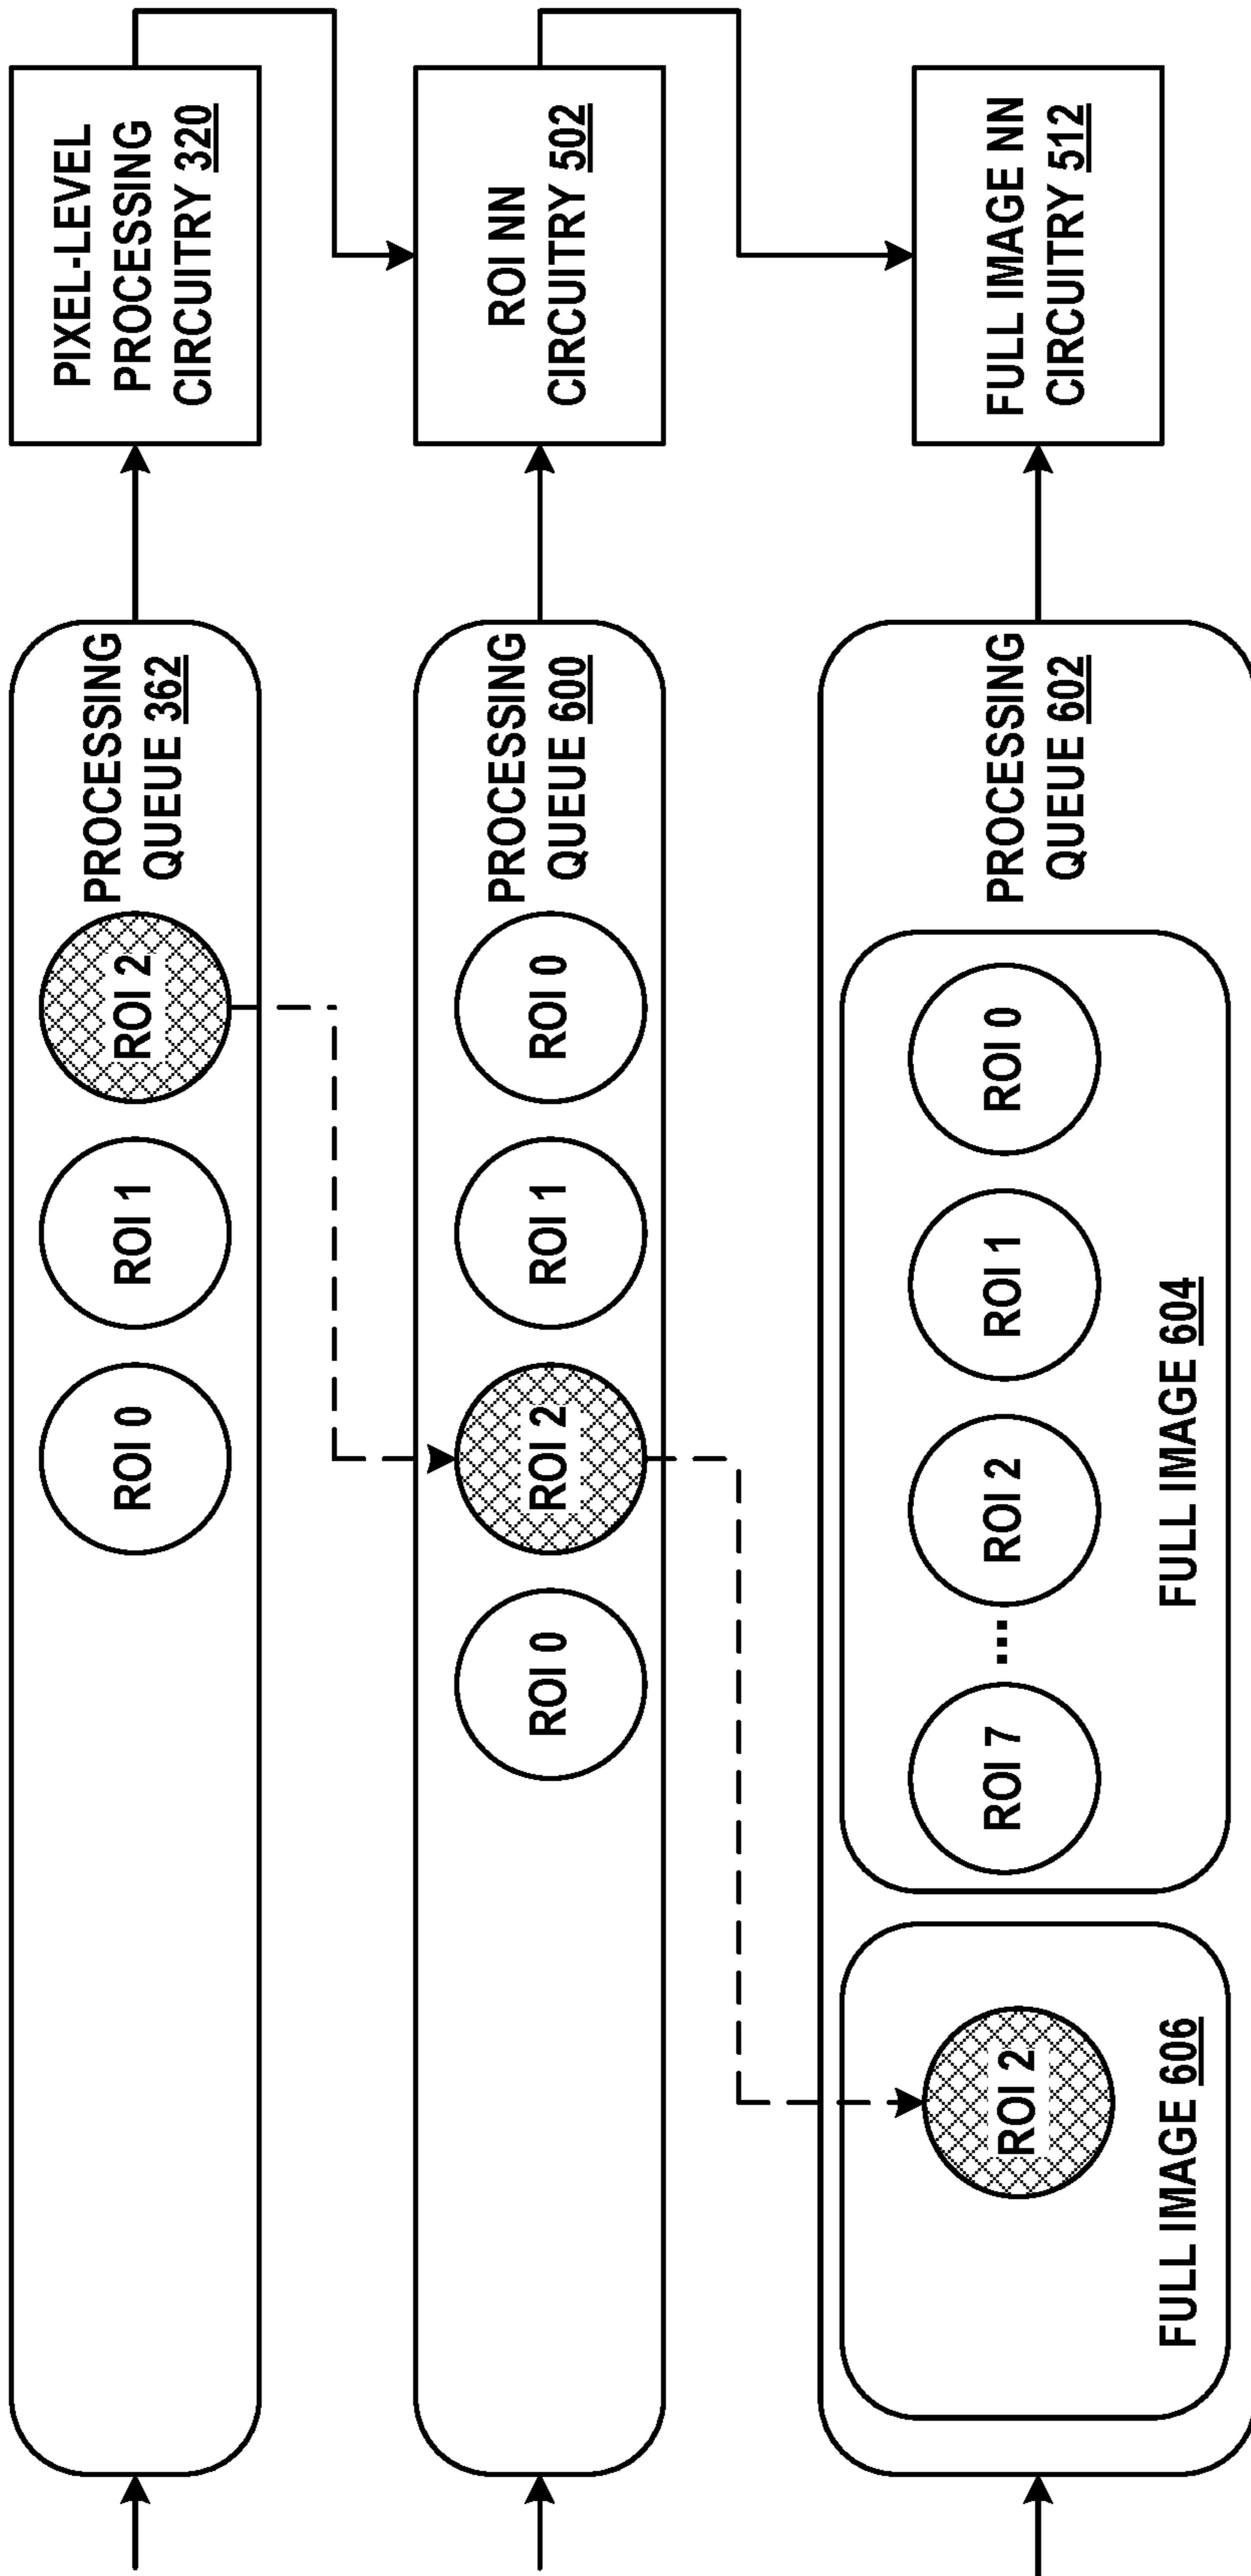 ROI 0
ROI 1
ROI 2
PROCESSING
QUEUE 362
PIXEL-LEVEL
PROCESSING
CIRCUITRY 320
ROI 0
ROI 2
ROI 1
ROI 0
PROCESSING
QUEUE 600
ROI NN
CIRCUITRY 502
ROI 2
FULL IMAGE 606
ROI 7
...
ROI 2
ROI 1
ROI 0
FULL IMAGE 604
PROCESSING
QUEUE 602
FULL IMAGE NN
CIRCUITRY 512